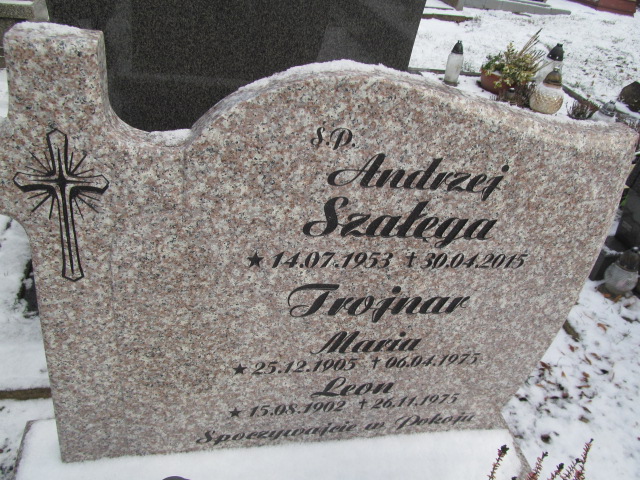 Ś.P.
Andrzej
Szałęga
★ 14.07.1953 † 30.04.2015
Trojnar
Maria
★ 25.12.1905 † 06.04.1975
Leon
★ 15.08.1902 † 26.11.1975
Spoczywajcie w Pokoju